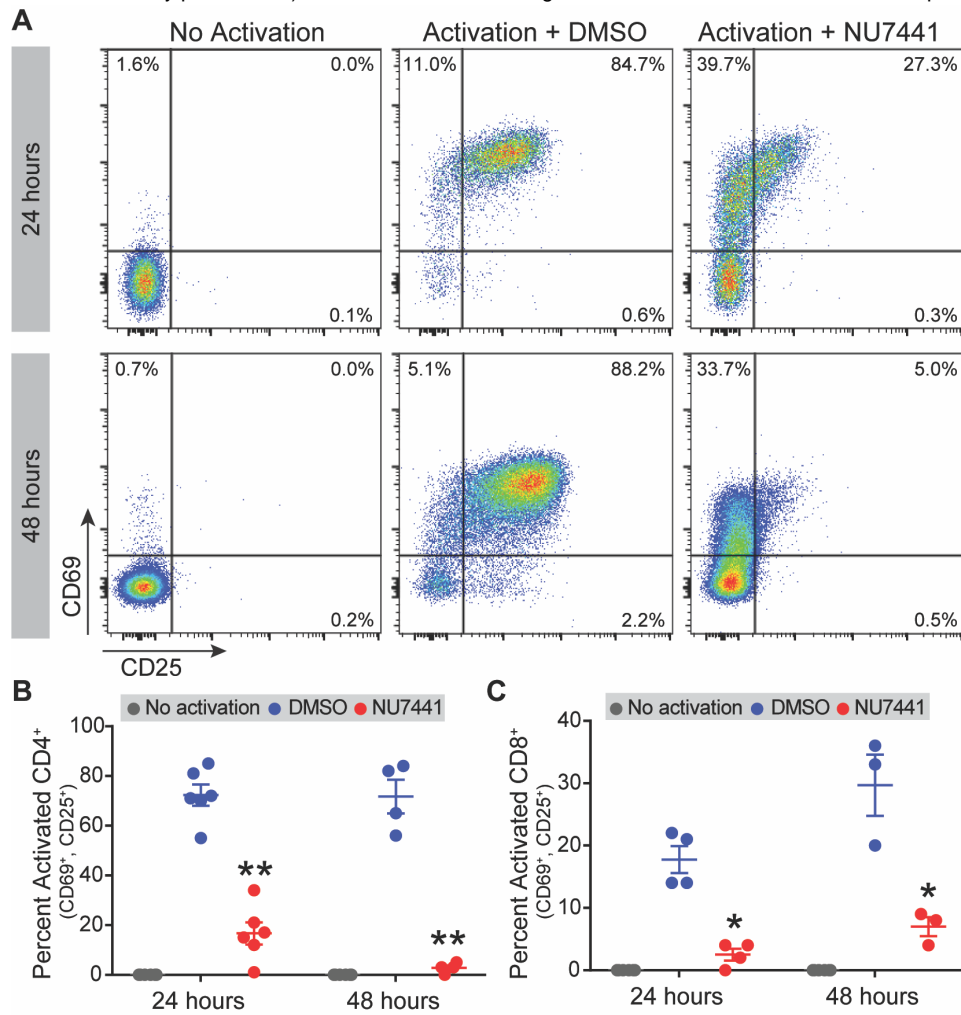 A
No Activation
Activation + DMSO
Activation + NU7441
24 hours
1.6%
0.0%
0.1%
11.0%
84.7%
0.6%
39.7%
27.3%
0.3%
48 hours
0.7%
0.0%
0.2%
5.1%
88.2%
2.2%
33.7%
5.0%
0.5%
CD69
CD25
B
No activation DMSO NU7441
Percent Activated CD4⁺
(CD69⁺, CD25⁺)
100
80
60
40
20
0
**
**
24 hours
48 hours
C
No activation DMSO NU7441
Percent Activated CD8⁺
(CD69⁺, CD25⁺)
40
30
20
10
0
*
*
24 hours
48 hours